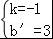 k=-1
b′ =3